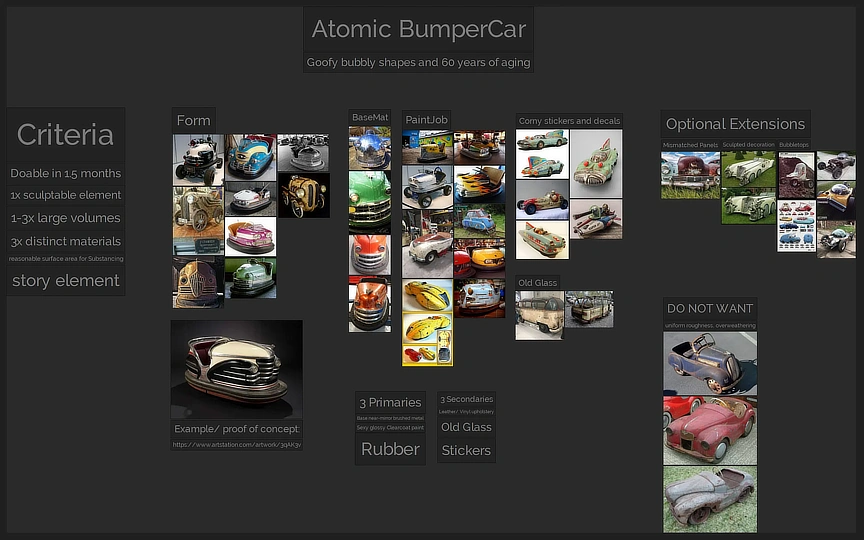 Atomic BumperCar
Goofy bubbly shapes and 60 years of aging
Criteria
Doable in 1.5 months
1x sculptable element
1-3x large volumes
3x distinct materials
reasonable surface area for Substancing
story element
Form
BaseMat
PaintJob
Corny stickers and decals
Old Glass
Optional Extensions
Mismatched Panels
Sculpted decoration
Bubbletops
Example/ proof of concept:
https://www.artstation.com/artwork/3qAK3v
3 Primaries
Base near-mirror brushed metal
Sexy glossy Clearcoat paint
Rubber
3 Secondaries
Leather/ Vinyl upholstery
Old Glass
Stickers
DO NOT WANT
uniform roughness, overweathering